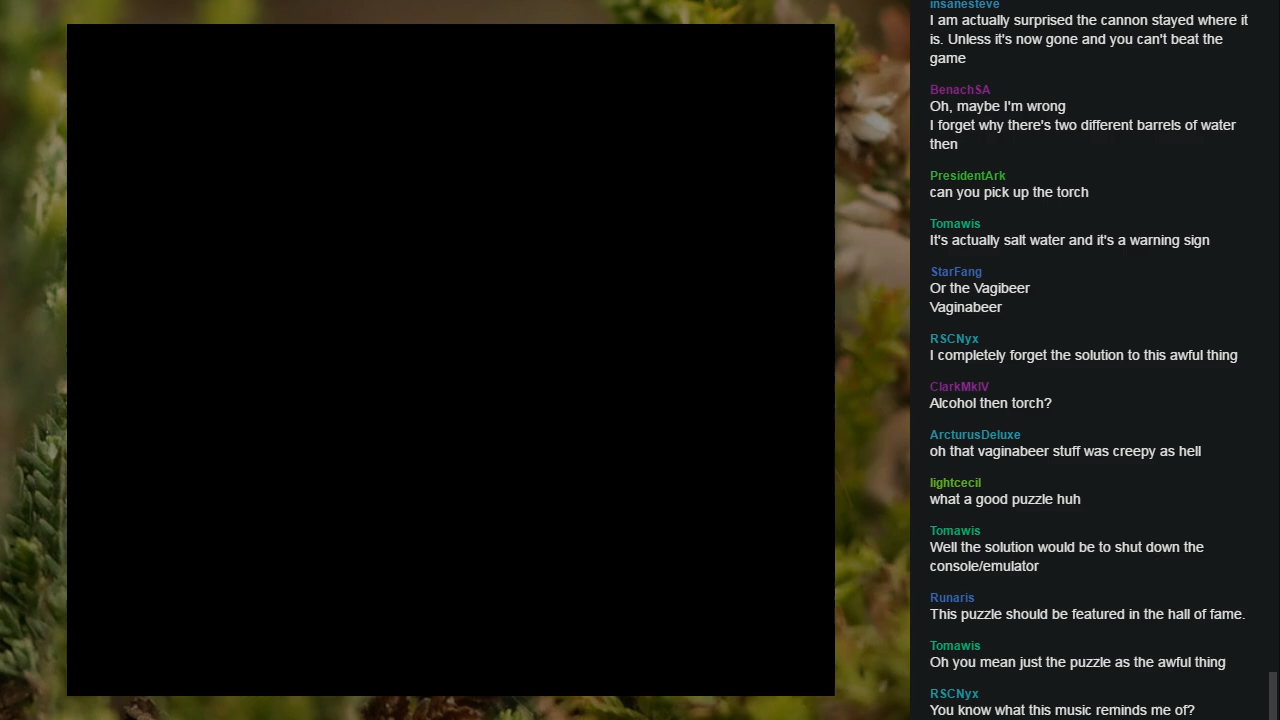 insanesteve
I am actually surprised the cannon stayed where it
is. Unless it's now gone and you can't beat the
game
BenachSA
Oh, maybe I'm wrong
I forget why there's two different barrels of water
then
PresidentArk
can you pick up the torch
Tomawis
It's actually salt water and it's a warning sign
StarFang
Or the Vagibeer
Vaginabeer
RSCNyx
I completely forget the solution to this awful thing
ClarkMkIV
Alcohol then torch?
ArcturusDeluxe
oh that vaginabeer stuff was creepy as hell
lightcecil
what a good puzzle huh
Tomawis
Well the solution would be to shut down the
console/emulator
Runaris
This puzzle should be featured in the hall of fame.
Tomawis
Oh you mean just the puzzle as the awful thing
RSCNyx
You know what this music reminds me of?